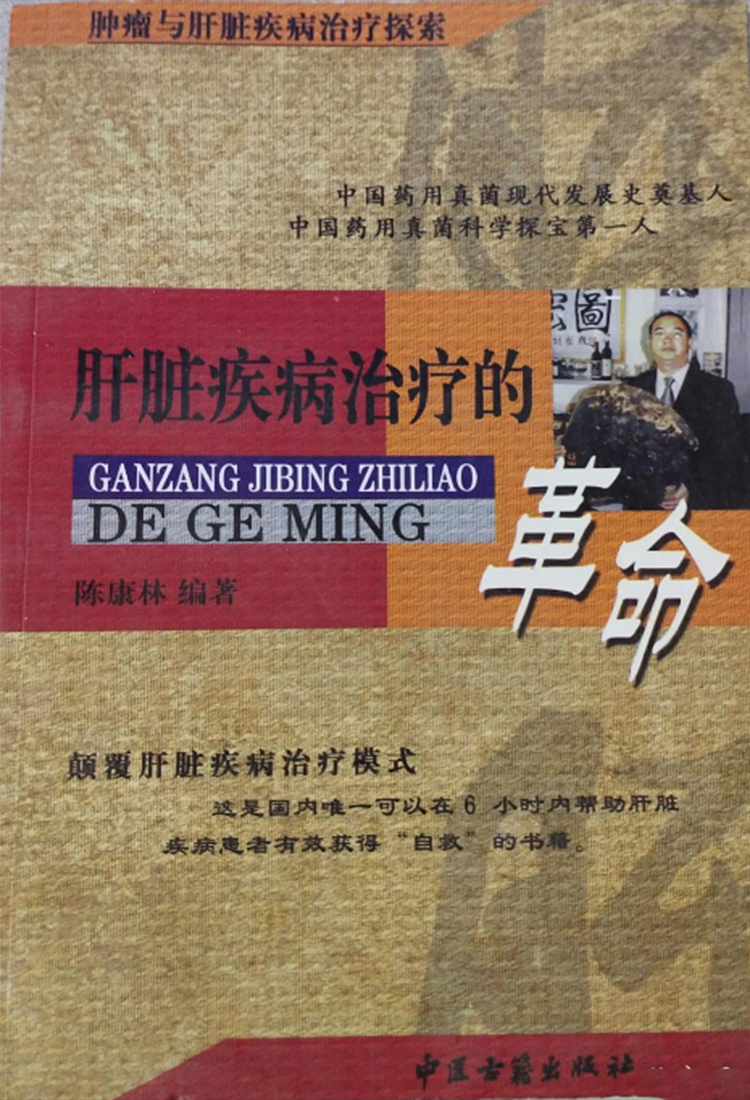 肿瘤与肝脏疾病治疗探索
中国药用真菌现代发展史奠基人
中国药用真菌科学探宝第一人
肝脏疾病治疗的
GANZANG JIBING ZHILIAO
DE GE MING
革命
陈康林 编著
颠覆肝脏疾病治疗模式
这是国内唯一可以在 6 小时内帮助肝脏
疾病患者有效获得“自救”的书籍。
中医古籍出版社